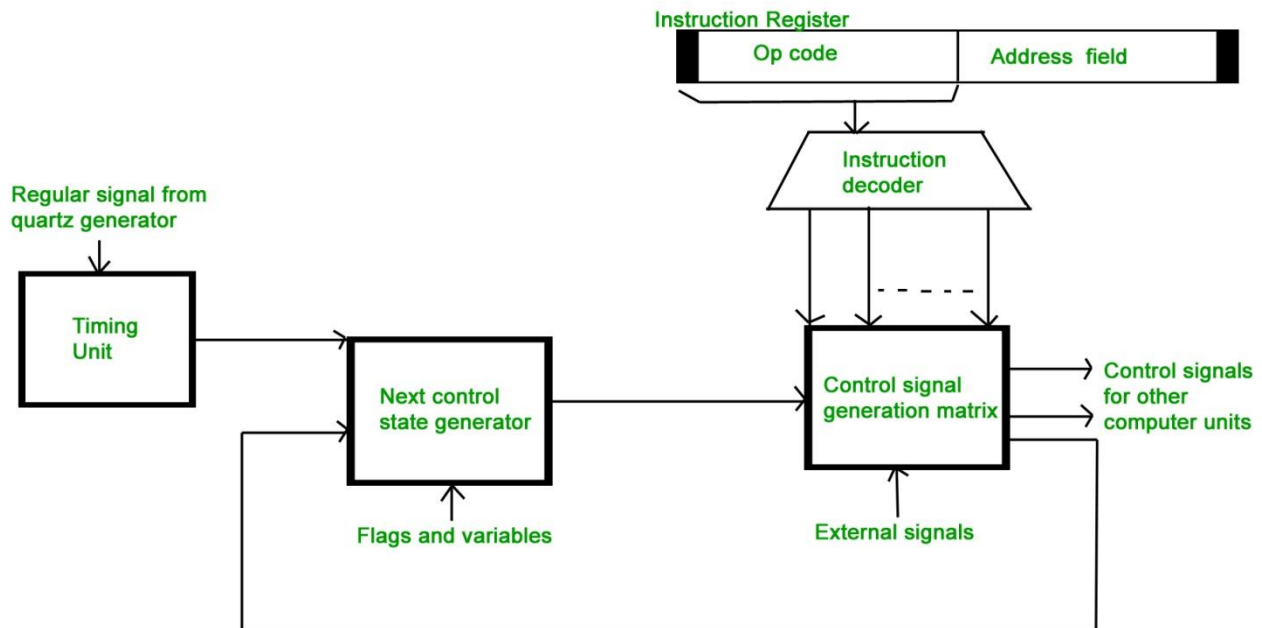 Instruction Register
Op code
Address field
Instruction
decoder
Regular signal from
quartz generator
Timing
Unit
Next control
state generator
Control signal
generation matrix
Control signals
for other
computer units
Flags and variables
External signals